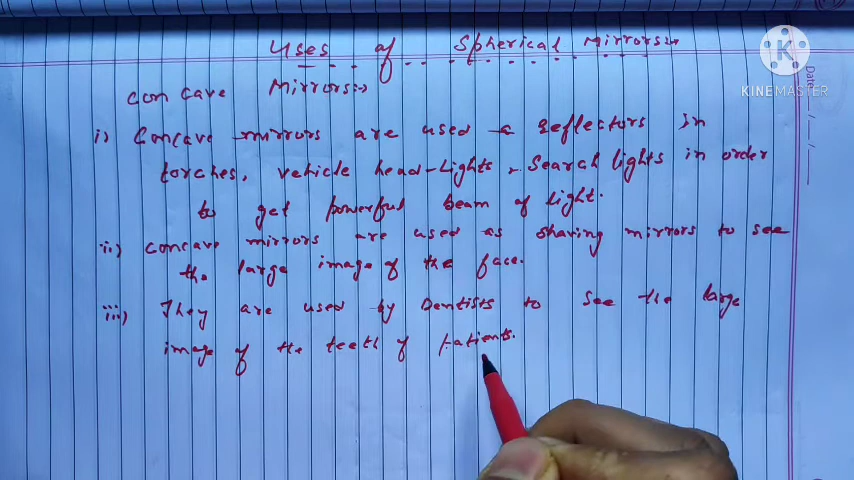 Uses of Spherical Mirrors:→
KINEMASTER
Date
Concave Mirrors:→
i) Concave mirrors are used a reflectors in
torches, vehicle head-lights, Search lights in order
to get powerful beam of light.
ii) Concave mirrors are used as shaving mirrors to see
the large image of the face.
iii) They are used by Dentists to see the large
image of the teeth of patients.